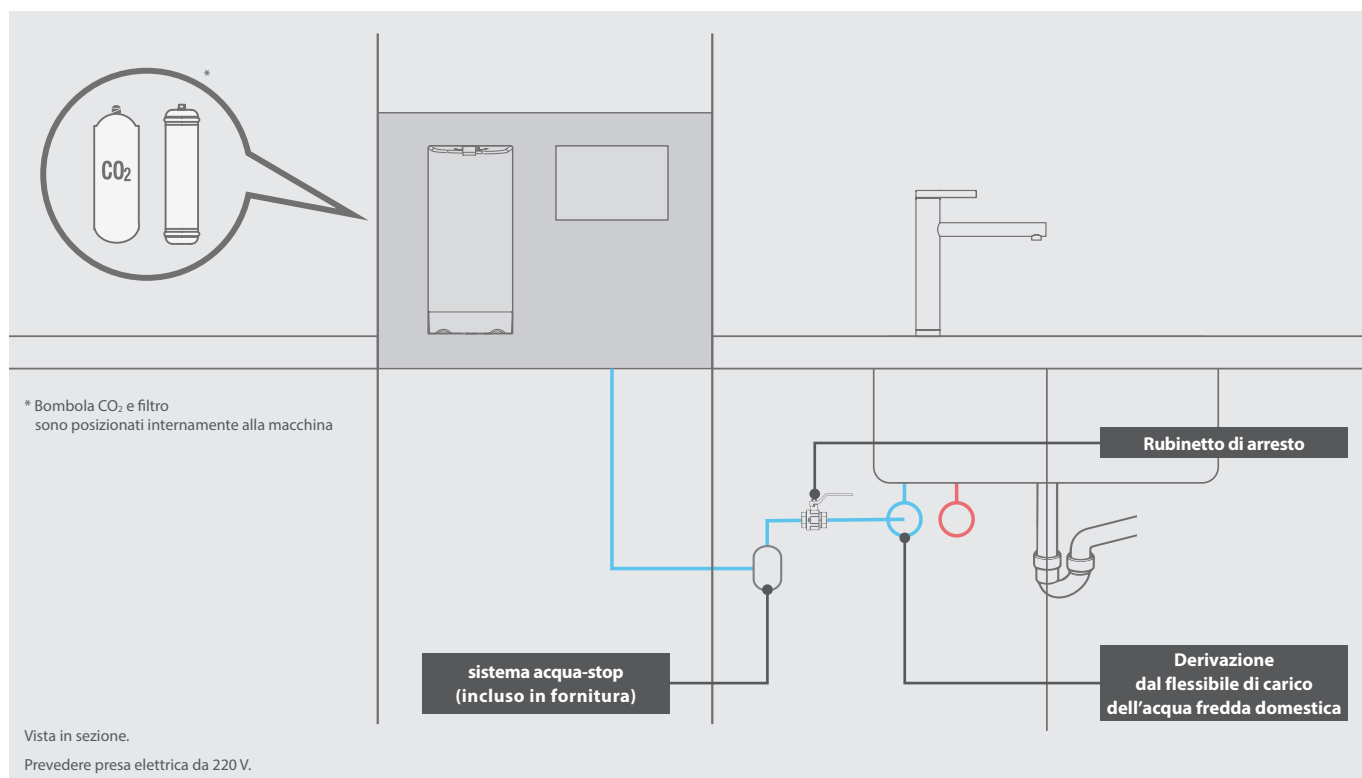 *
CO2
* Bombola CO₂ e filtro
sono posizionati internamente alla macchina
Rubinetto di arresto
sistema acqua-stop
(incluso in fornitura)
Derivazione
dal flessibile di carico
dell’acqua fredda domestica
Vista in sezione.
Prevedere presa elettrica da 220 V.